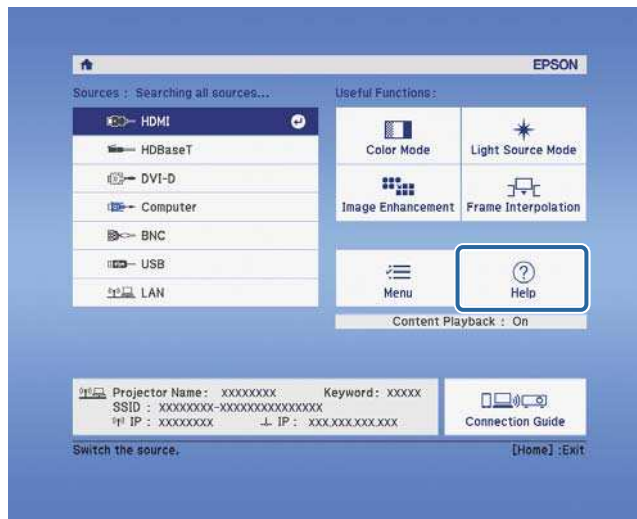 EPSON
Sources : Searching all sources...
Useful Functions :
HDMI
HDBaseT
DVI-D
Computer
BNC
USB
LAN
Color Mode
Light Source Mode
Image Enhancement
Frame Interpolation
Menu
Help
Content Playback : On
Projector Name : XXXXXXXX Keyword : XXXXX
SSID : XXXXXXXX-XXXXXXXXXXXXXXX
IP : XXXXXXXX IP : XXX.XXX.XXX.XXX
Connection Guide
Switch the source.
[Home] :Exit